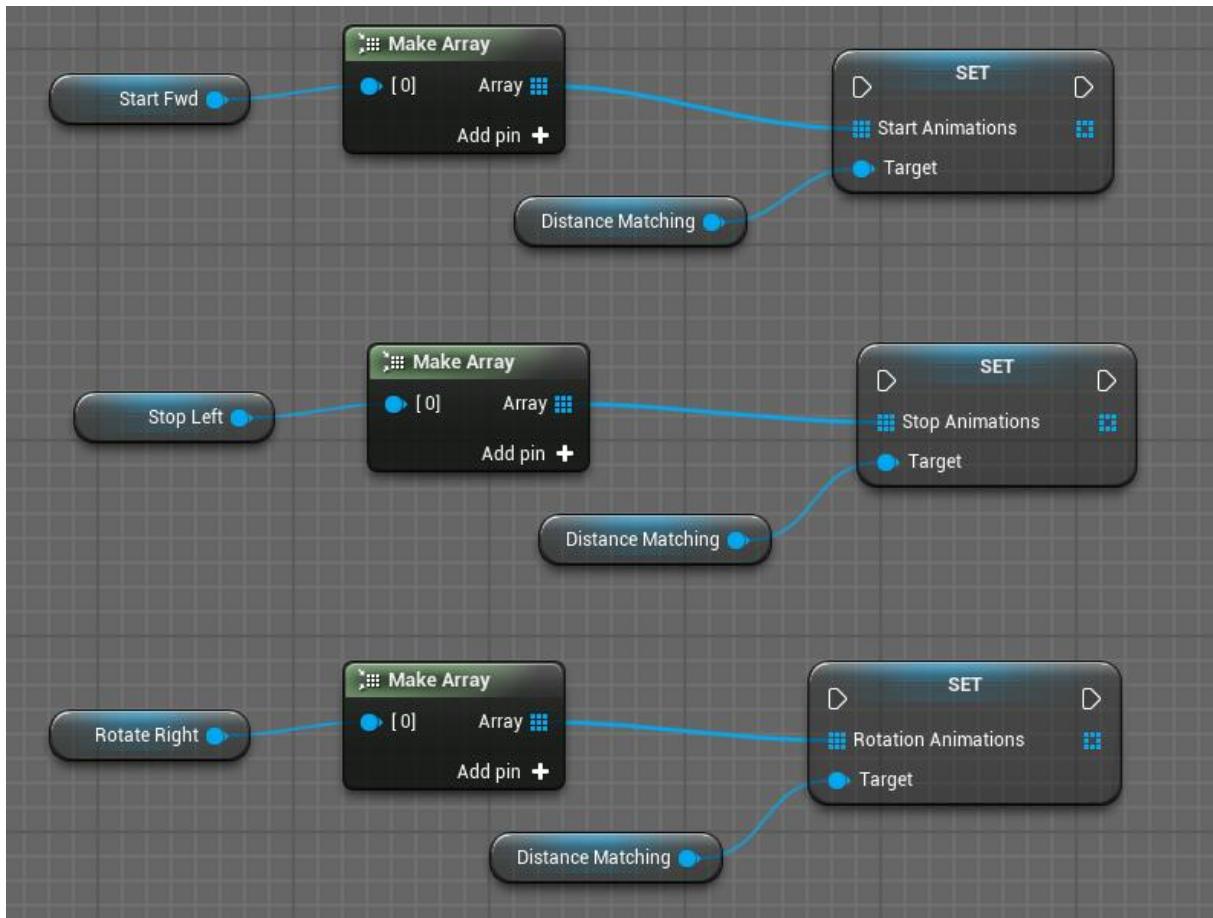 Make Array
SET
Start Fwd
[0]
Array
Add pin
Start Animations
Target
Distance Matching
Make Array
SET
Stop Left
[0]
Array
Add pin
Stop Animations
Target
Distance Matching
Make Array
SET
Rotate Right
[0]
Array
Add pin
Rotation Animations
Target
Distance Matching